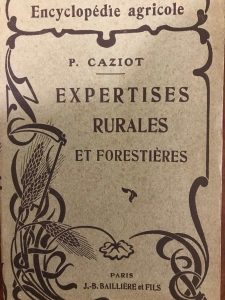 Encyclopédie agricole
P. CAZIOT
EXPERTISES
RURALES
ET FORESTIÈRES
PARIS
J.-B. BAILLIÈRE et FILS